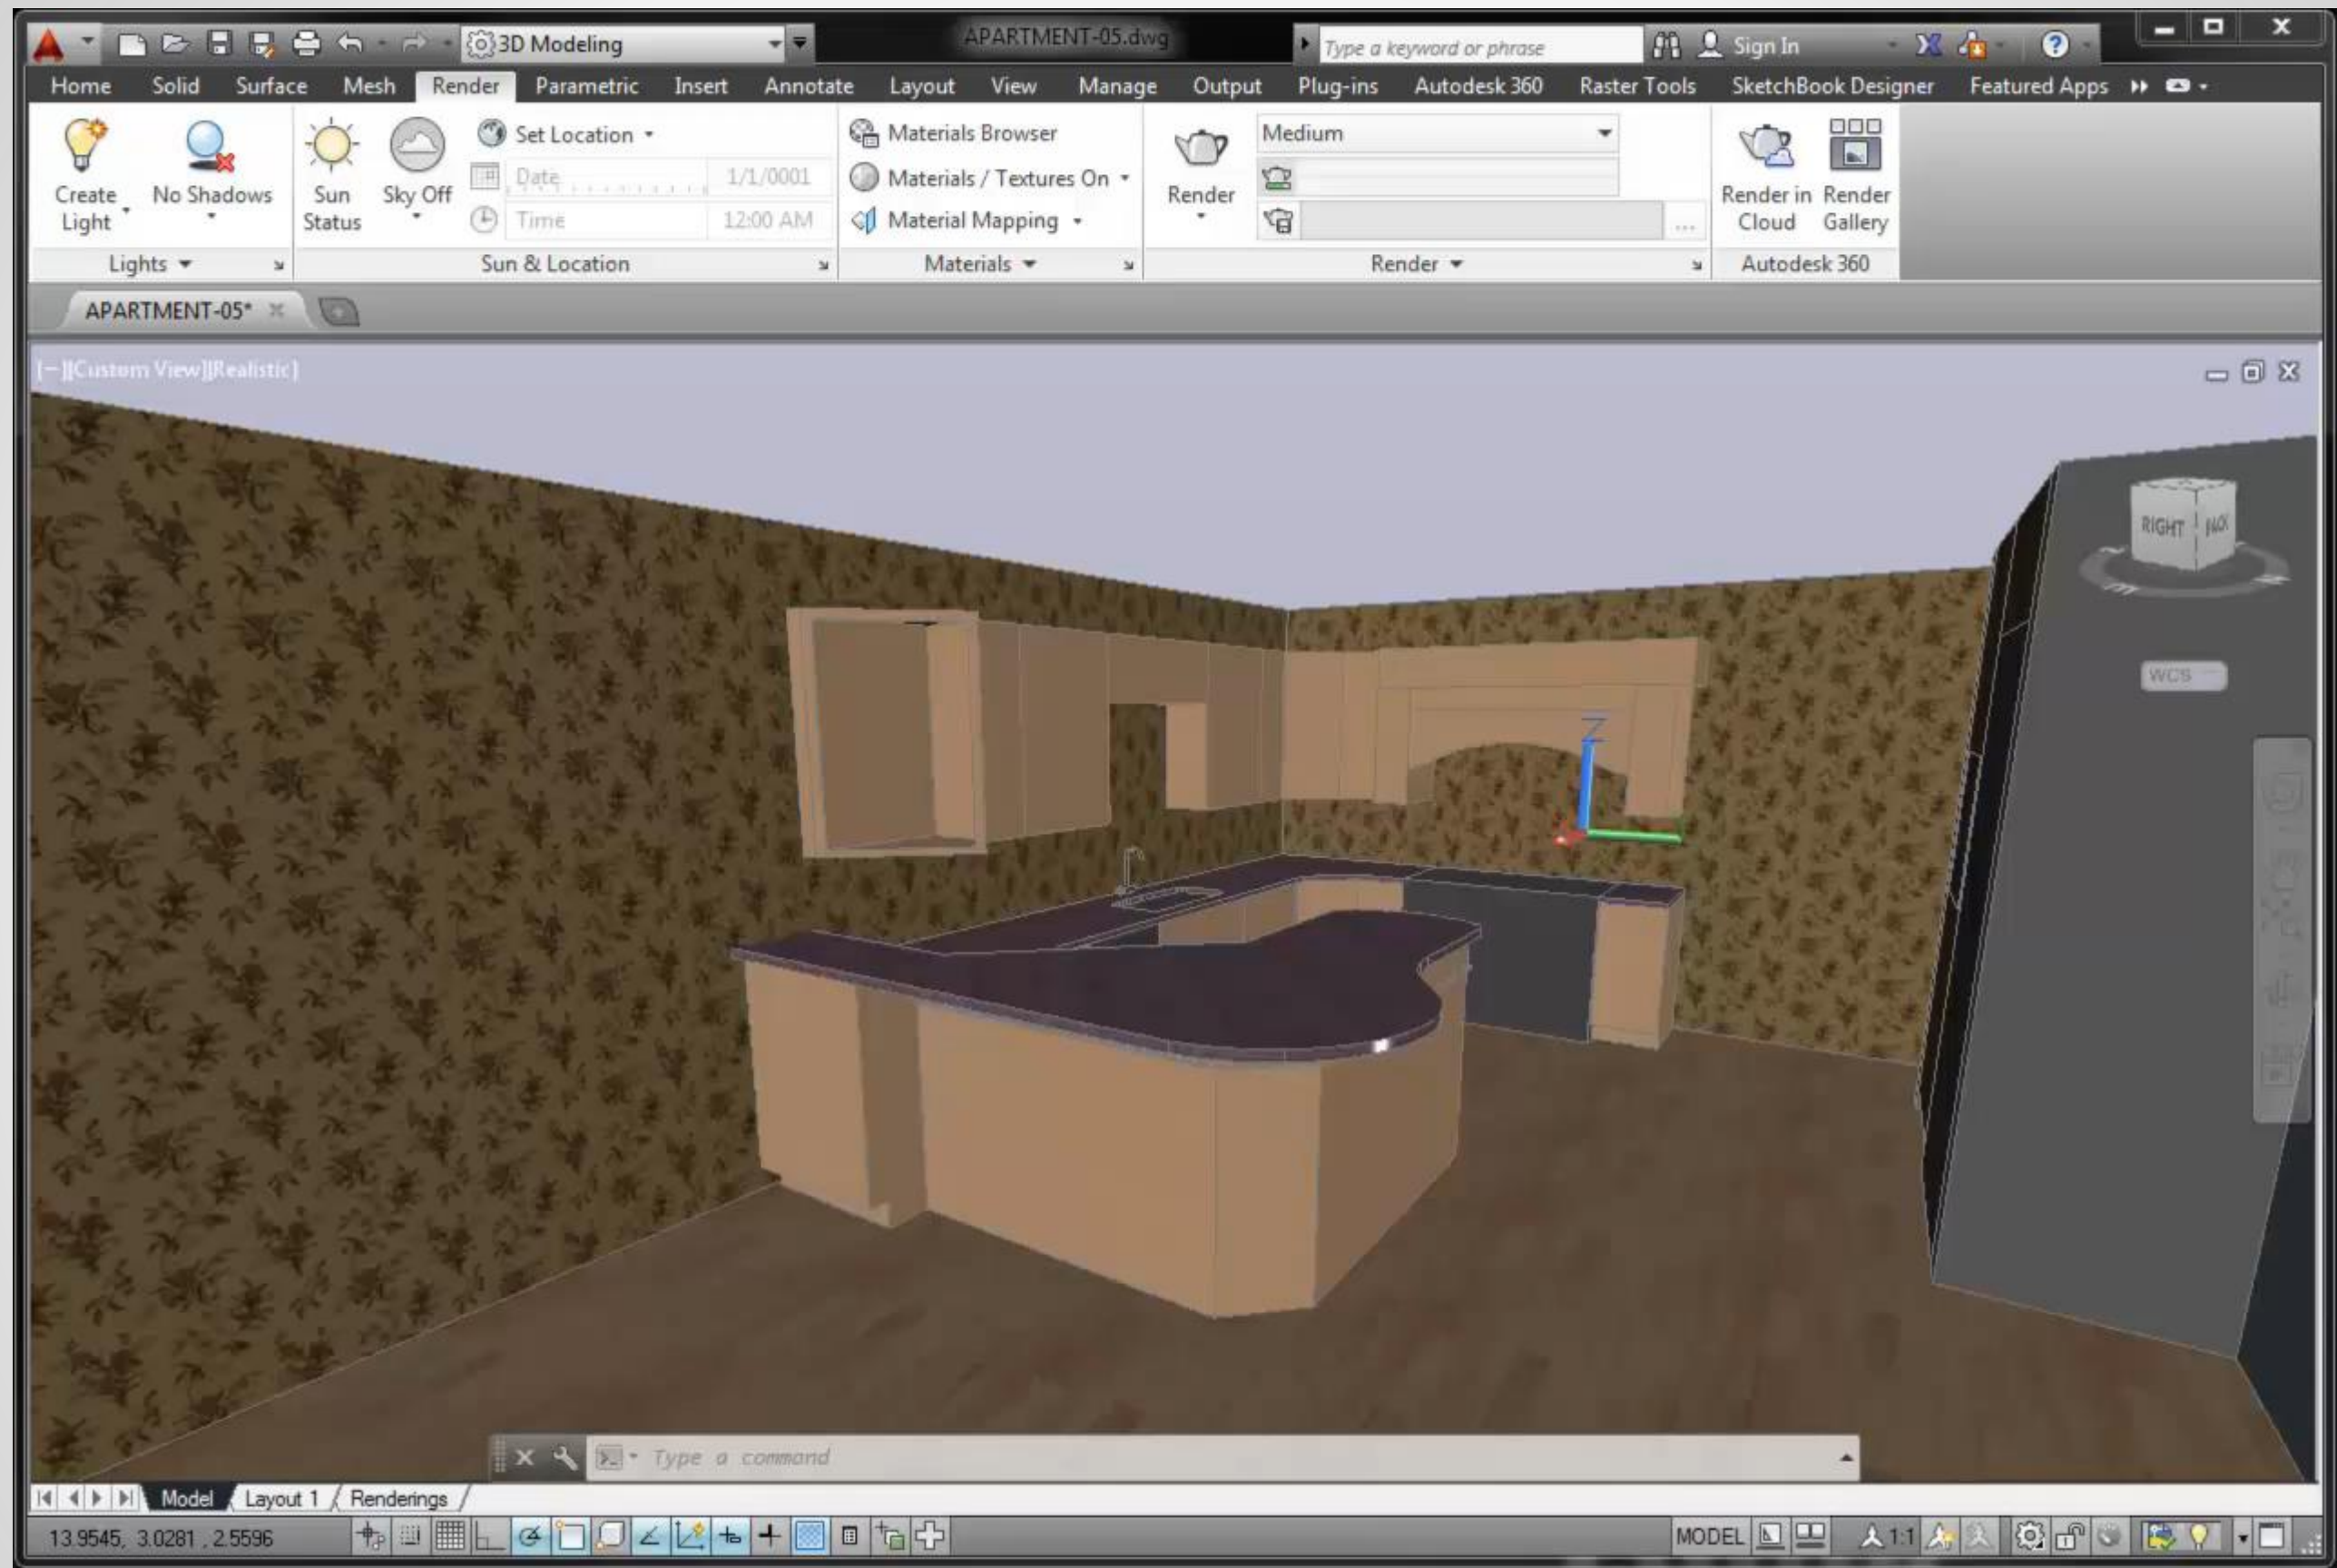 3D Modeling APARTMENT-05.dwg Type a keyword or phrase Sign In
Home Solid Surface Mesh Render Parametric Insert Annotate Layout View Manage Output Plug-ins Autodesk 360 Raster Tools SketchBook Designer Featured Apps
Create Light
No Shadows
Sun Status
Sky Off
Set Location
Date 1/1/0001
Time 12:00 AM
Materials Browser
Materials / Textures On
Material Mapping
Render
Medium
...
Render in Cloud
Render Gallery
Lights Sun & Location Materials Render Autodesk 360
APARTMENT-05*
[−][Custom View][Realistic]
RIGHT BACK
WCS
Z
Type a command
Model Layout 1 Renderings
13.9545, 3.0281 , 2.5596 MODEL 1:1